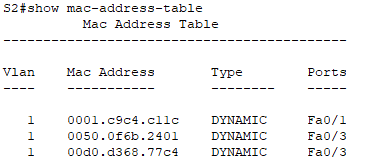 S2#show mac-address-table
Mac Address Table
-------------------------------------------
Vlan Mac Address Type Ports
---- ----------- -------- -----
1 0001.c9c4.c11c DYNAMIC Fa0/1
1 0050.0f6b.2401 DYNAMIC Fa0/3
1 00d0.d368.77c4 DYNAMIC Fa0/3